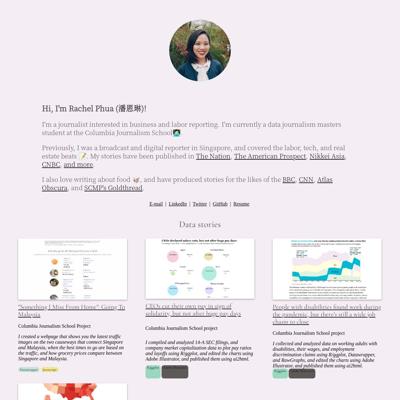 Hi, I'm Rachel Phua (潘恩琳)!
I'm a journalist interested in business and labor reporting. I'm currently a data journalism masters
student at the Columbia Journalism School
Previously, I was a broadcast and digital reporter in Singapore, and covered the labor, tech, and real
estate beats. My stories have been published in The Nation, The American Prospect, Nikkei Asia,
CNBC, and more.
I also love writing about food, and have produced stories for the likes of the BBC, CNN, Atlas
Obscura, and SCMP's Goldthread.
E-mail | LinkedIn | Twitter | GitHub | Resume
Data stories
"Something I Miss From Home": Going To
Malaysia
Columbia Journalism School Project
I created a webpage that shows you the latest traffic
images on the two causeways that connect Singapore
and Malaysia, when the best times to go are based on
the traffic, and how grocery prices compare between
Singapore and Malaysia.
CEOs declared salary cuts, but not after huge pay days
CEOs cut their own pay in sign of
solidarity, but not after huge pay days
Columbia Journalism School project
I compiled and analyzed 14-A SEC filings, and
company market capitalization data to plot pay ratios
and layoffs using R/ggplot, and edited the charts using
Adobe Illustrator, and published them using ai2html.
People with disabilities found work during
the pandemic, but there's still a wide job
chasm to close
Columbia Journalism School project
I collected and analyzed data on working adults with
disabilities, their wages, and employment
discrimination claims using R/ggplot, Datawrapper,
and RawGraphs, and edited the charts using Adobe
Illustrator, and published them using ai2html.